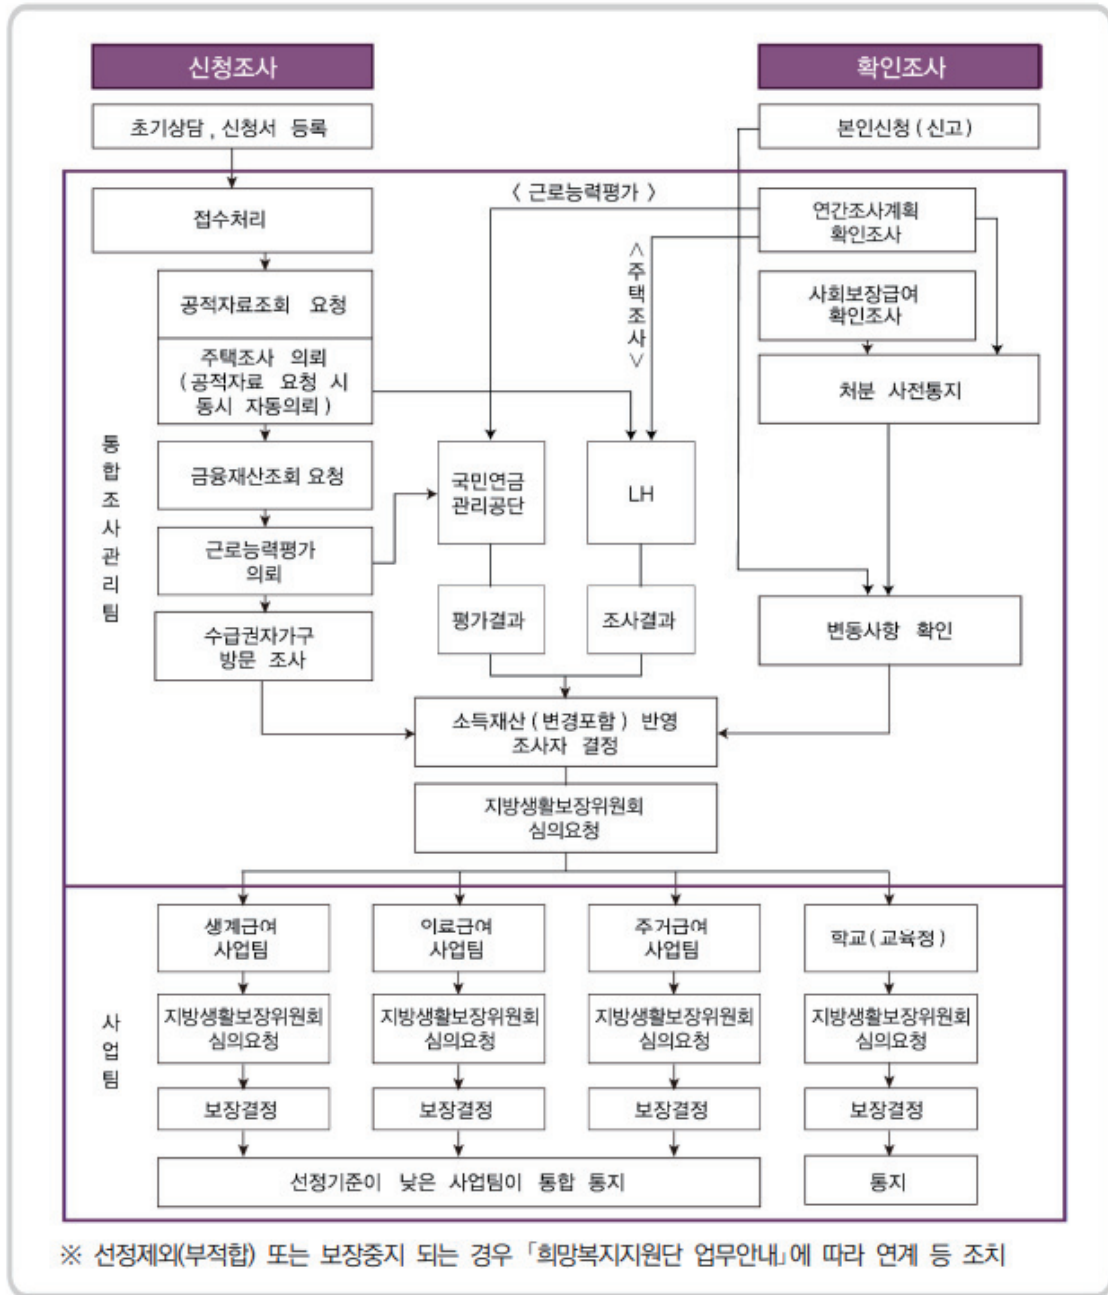 신청조사
확인조사
초기상담, 신청서 등록
본인신청(신고)
접수처리
〈 근로능력평가 〉
연간조사계획
확인조사
〈주택조사〉
공적자료조회 요청
사회보장급여
확인조사
주택조사 의뢰
(공적자료 요청 시
동시 자동의뢰)
처분 사전통지
통합조사관리팀
금융재산조회 요청
국민연금
관리공단
LH
근로능력평가
의뢰
평가결과
조사결과
변동사항 확인
수급권자가구
방문 조사
소득재산(변경포함) 반영
조사자 결정
지방생활보장위원회
심의요청
사업팀
생계급여
사업팀
의료급여
사업팀
주거급여
사업팀
학교(교육청)
지방생활보장위원회
심의요청
지방생활보장위원회
심의요청
지방생활보장위원회
심의요청
지방생활보장위원회
심의요청
보장결정
보장결정
보장결정
보장결정
선정기준이 낮은 사업팀이 통합 통지
통지
※ 선정제외(부적합) 또는 보장중지 되는 경우 「희망복지지원단 업무안내」에 따라 연계 등 조치